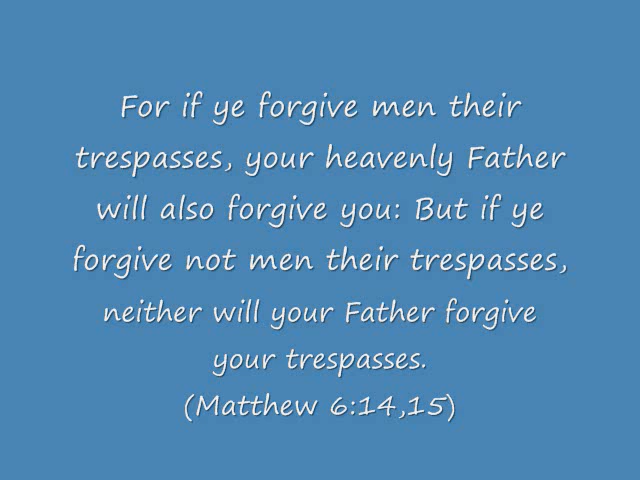 For if ye forgive men their
trespasses, your heavenly Father
will also forgive you: But if ye
forgive not men their trespasses,
neither will your Father forgive
your trespasses.
(Matthew 6:14,15)